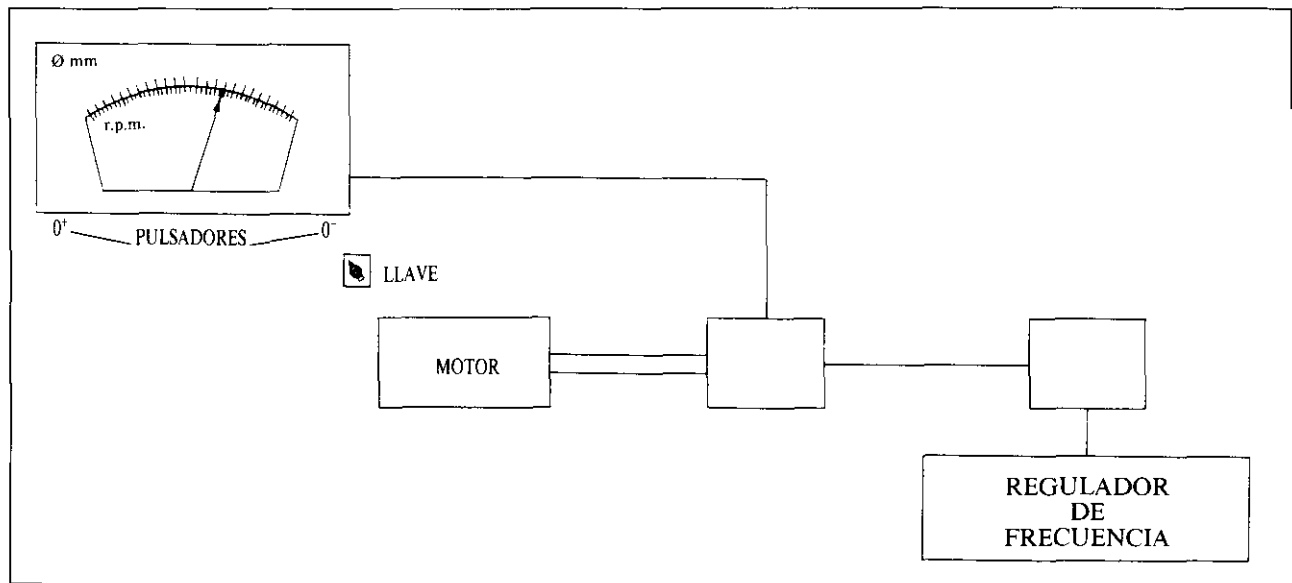 Ø mm
r.p.m.
0⁺ PULSADORES 0⁻
LLAVE
MOTOR
REGULADOR
DE
FRECUENCIA